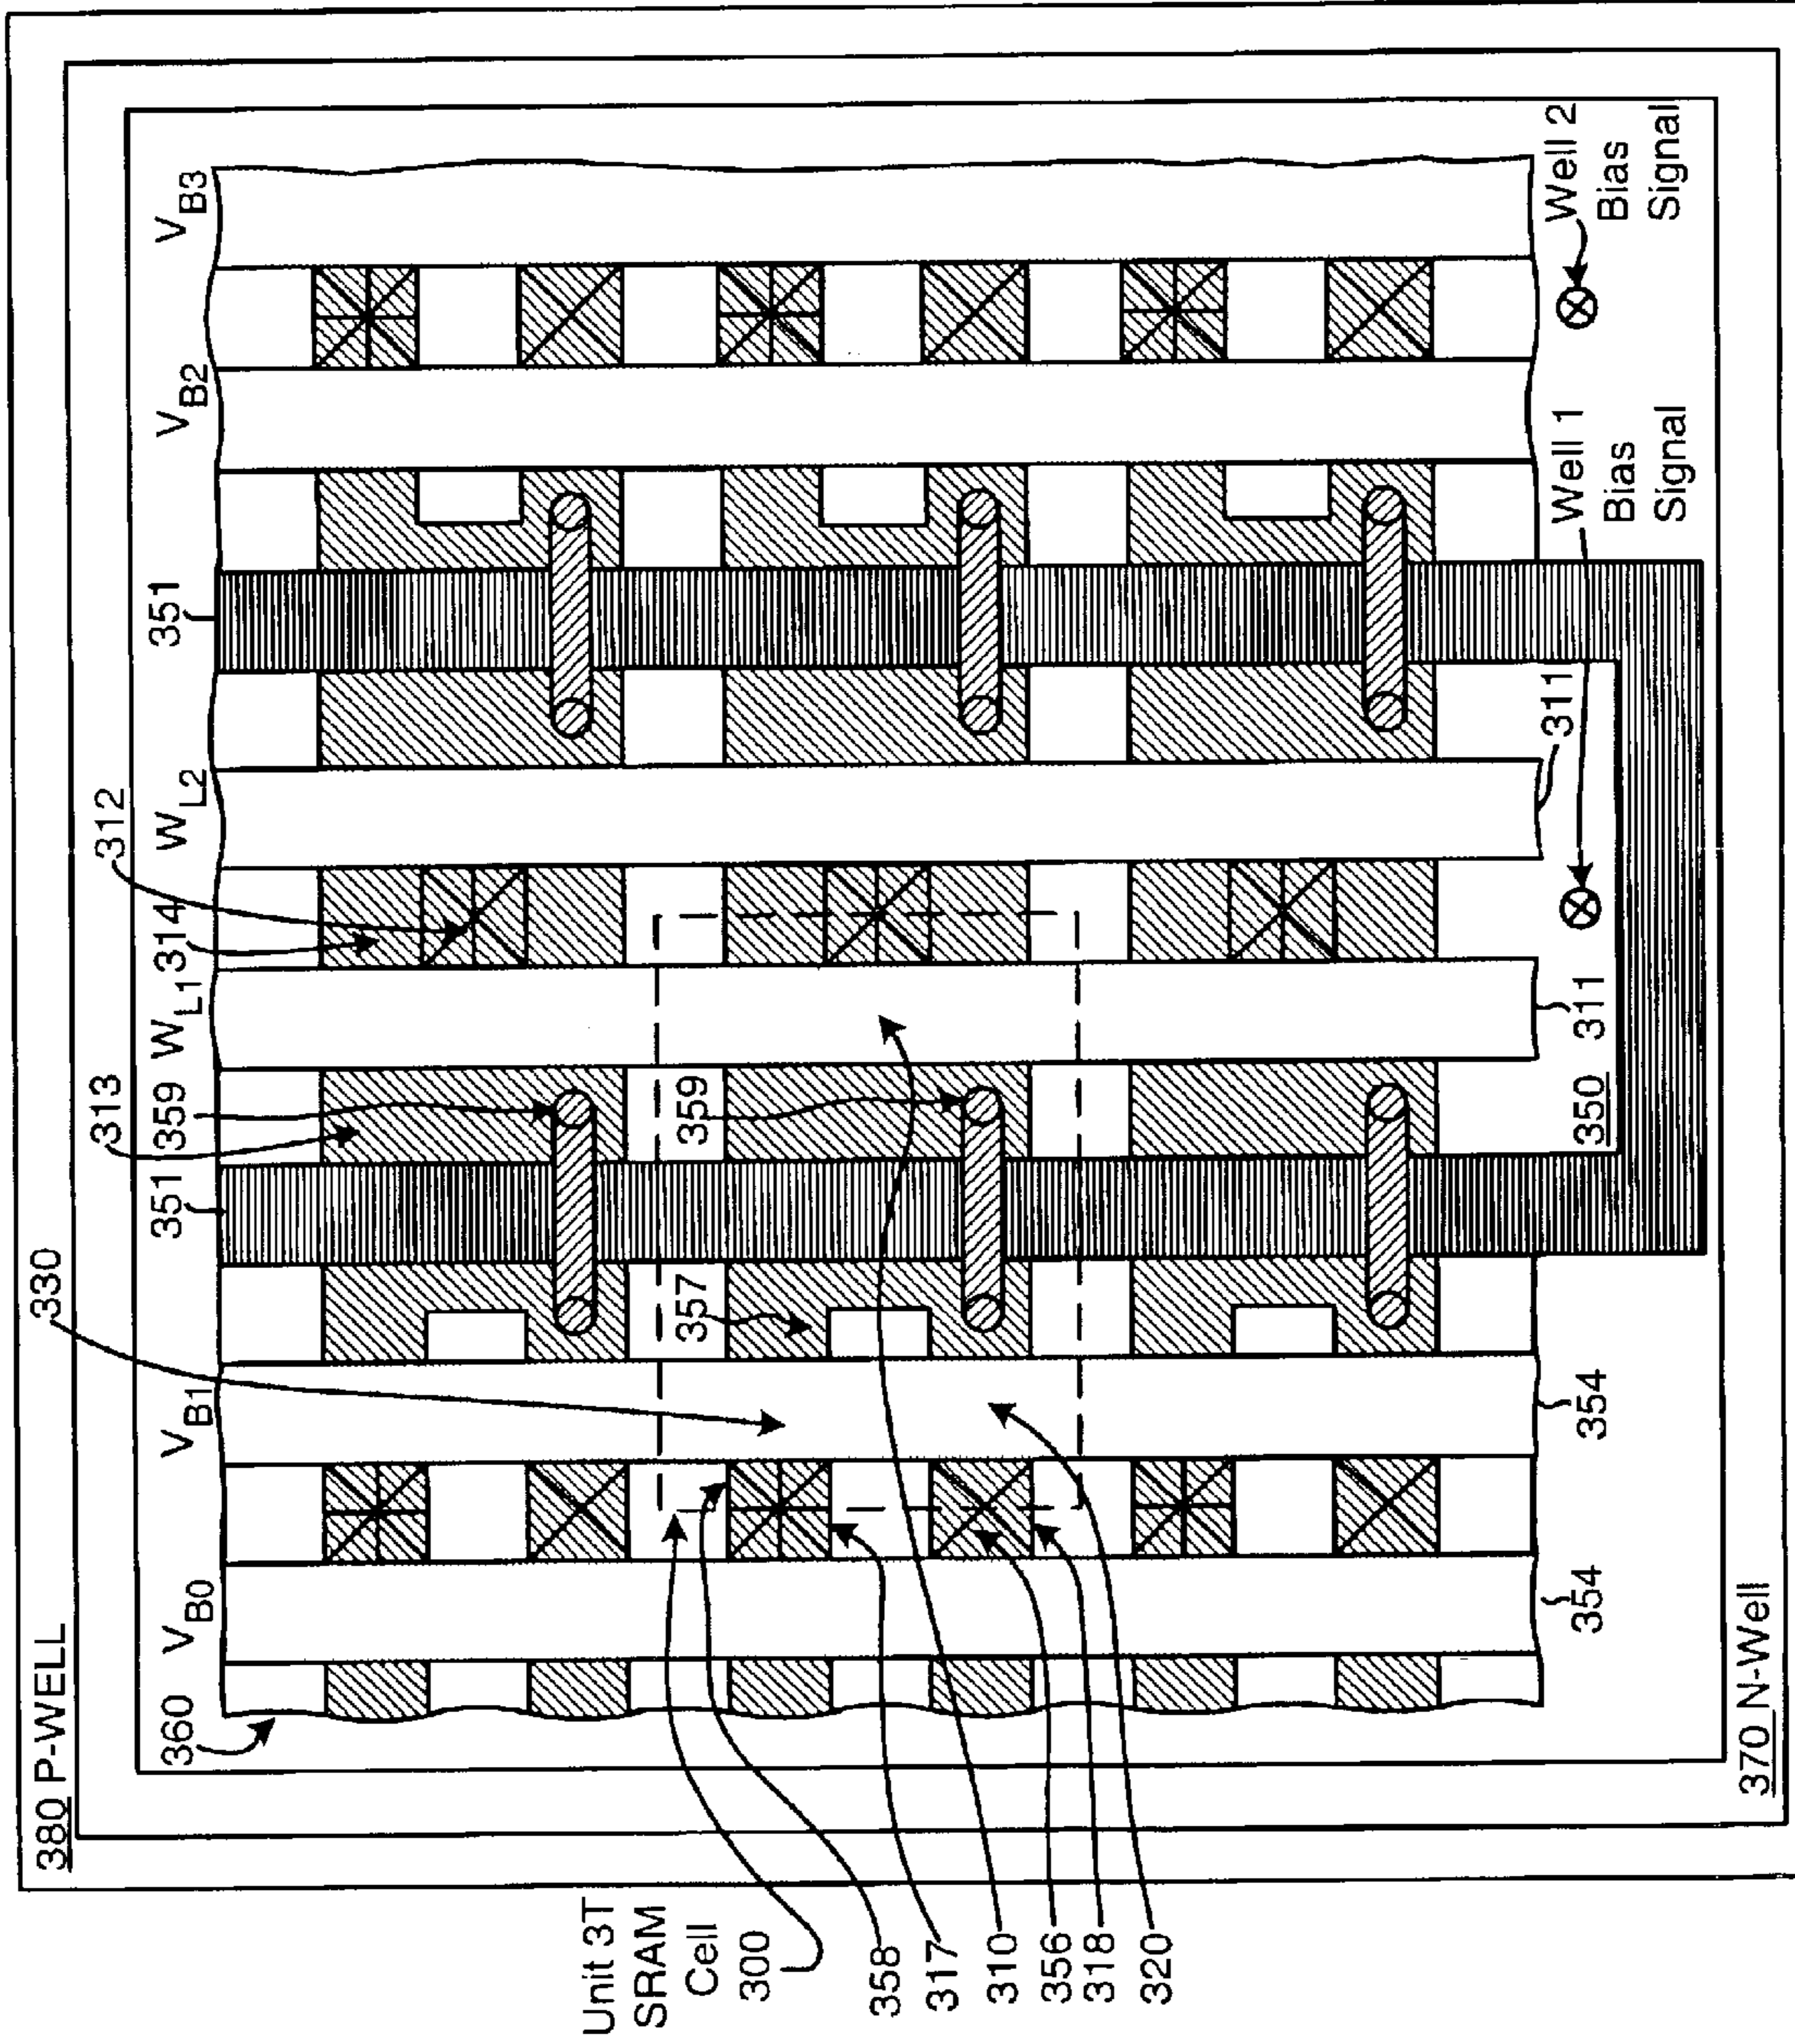 380 P-WELL
330
313
312
360
V_B0
V_B1
351
359
W_L1
314
W_L2
351
V_B2
V_B3
357
359
Unit 3T
SRAM
Cell
300
358
317
310
356
318
320
354
354
350
311
311
Well 1
Bias
Signal
Well 2
Bias
Signal
370 N-Well